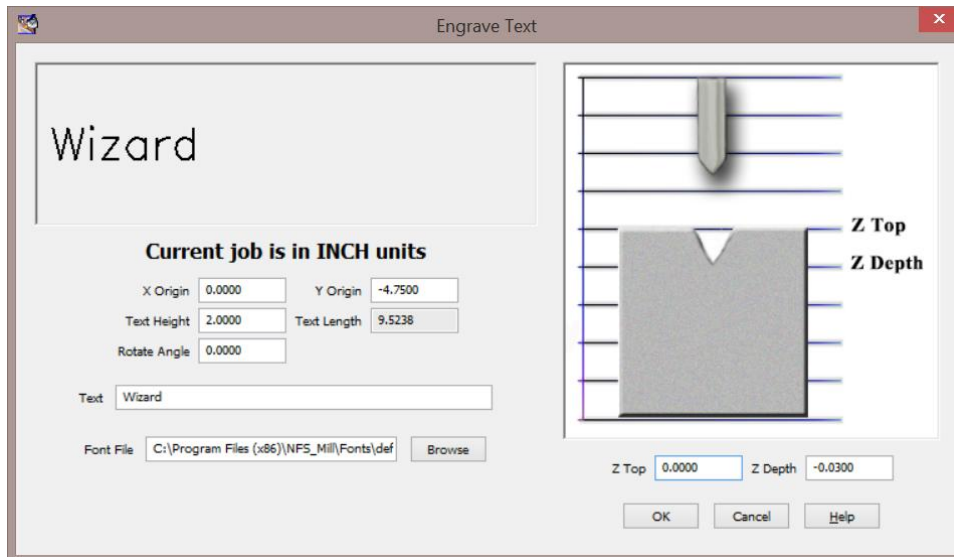 Engrave Text
x
Wizard
Current job is in INCH units
X Origin 0.0000 Y Origin -4.7500
Text Height 2.0000 Text Length 9.5238
Rotate Angle 0.0000
Text Wizard
Font File C:\Program Files (x86)\NFS_Mill\Fonts\def Browse
Z Top
Z Depth
Z Top 0.0000 Z Depth -0.0300
OK Cancel Help